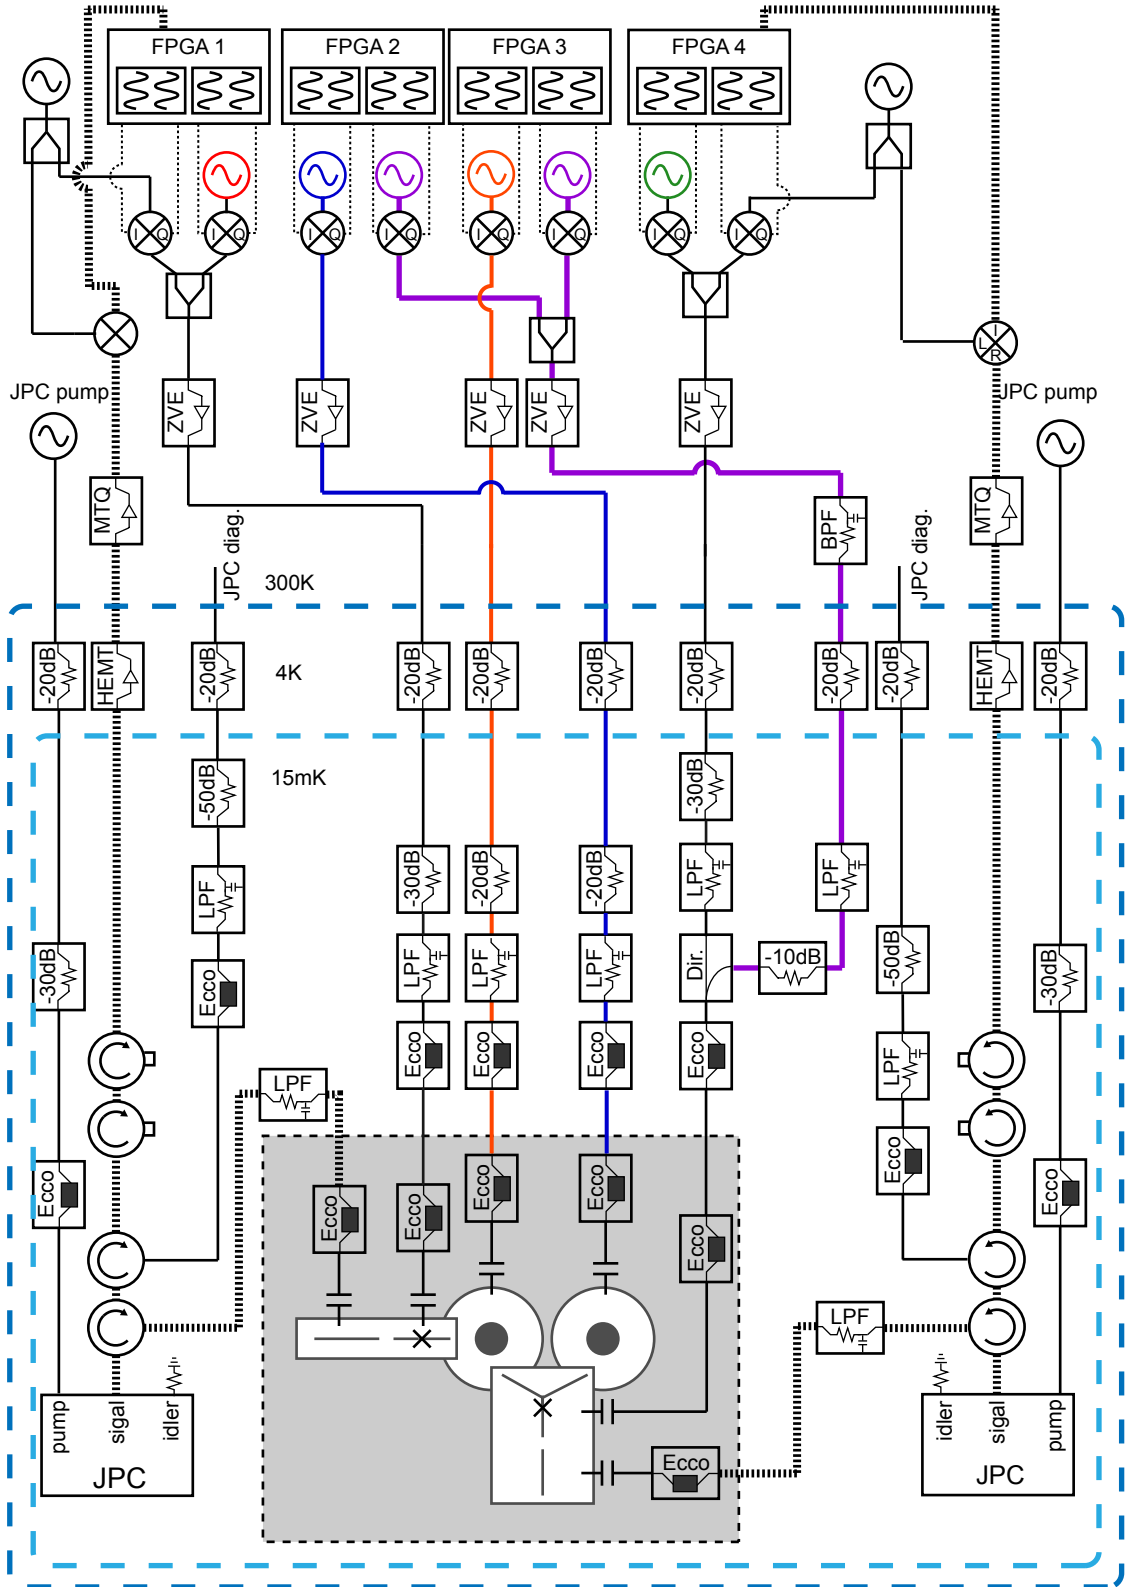 FPGA 1
FPGA 2
FPGA 3
FPGA 4
I Q
I Q
I Q
I Q
I Q
I Q
I Q
I Q
I
L
R
JPC pump
JPC pump
ZVE
ZVE
ZVE
ZVE
ZVE
MTQ
BPF
MTQ
JPC diag.
JPC diag.
300K
-20dB
HEMT
-20dB
4K
-20dB
-20dB
-20dB
-20dB
-20dB
-20dB
HEMT
-20dB
-50dB
15mK
-30dB
LPF
-30dB
-20dB
-20dB
LPF
LPF
-30dB
Ecco
LPF
LPF
LPF
Dir.
-10dB
-50dB
-30dB
Ecco
Ecco
Ecco
Ecco
LPF
LPF
Ecco
Ecco
Ecco
Ecco
Ecco
Ecco
Ecco
Ecco
Ecco
LPF
pump
sigal
idler
JPC
Ecco
idler
sigal
pump
JPC